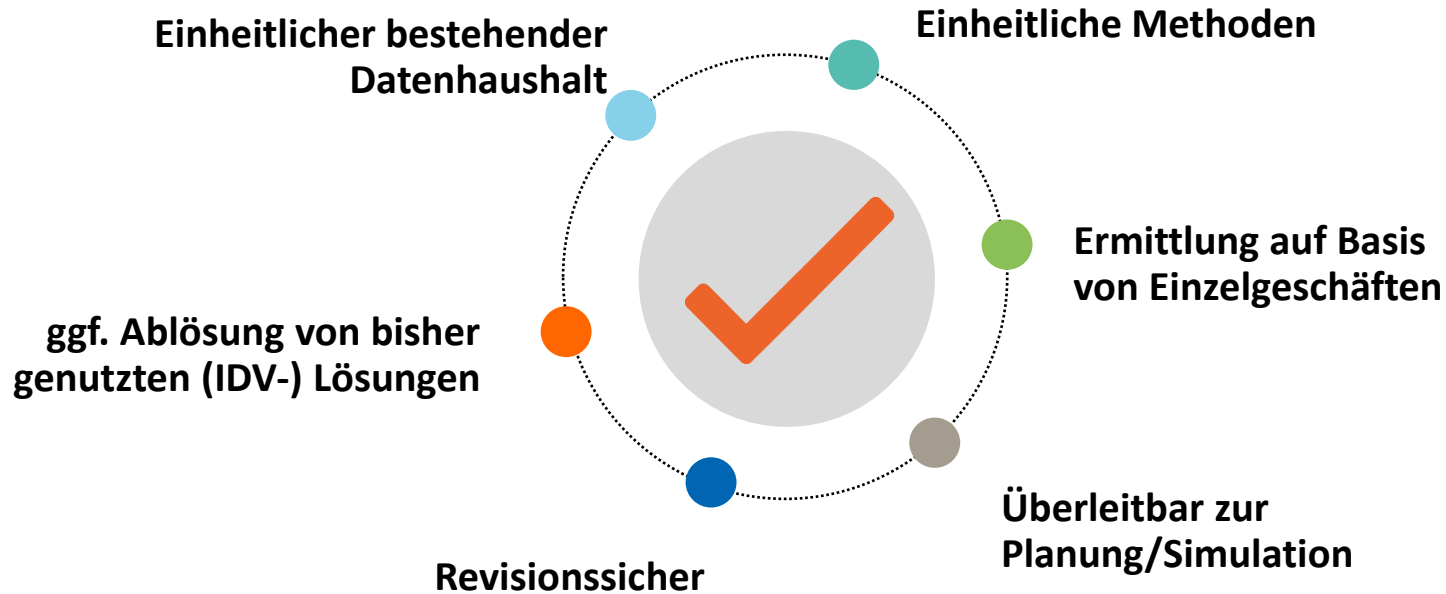 Einheitlicher bestehender
Datenhaushalt
Einheitliche Methoden
Ermittlung auf Basis
von Einzelgeschäften
Überleitbar zur
Planung/Simulation
Revisionssicher
ggf. Ablösung von bisher
genutzten (IDV-) Lösungen